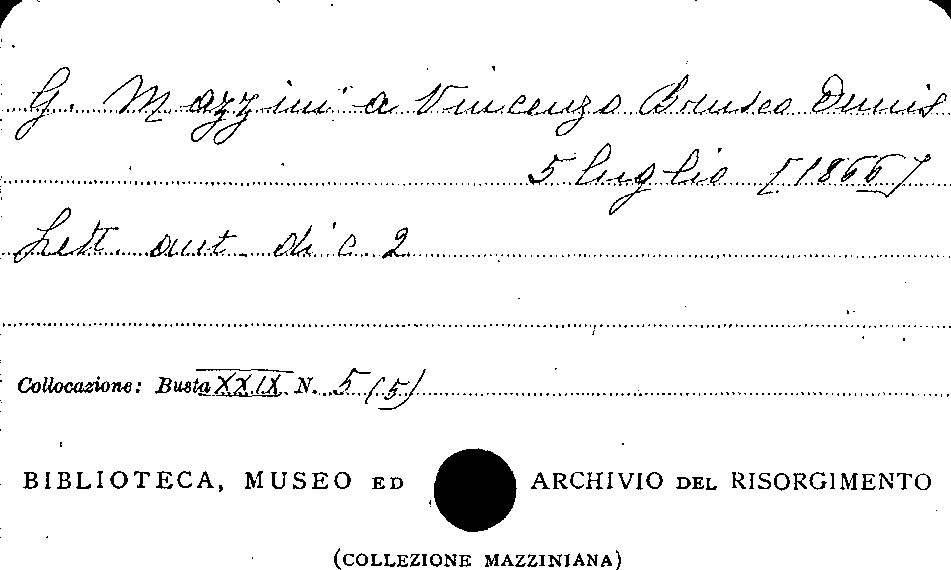 G. Mazzini a Vincenzo Brusco Onnis
5 luglio [1866]
Lett. aut. di c. 2
Collocazione: Busta XXIX N. 5 (5)
BIBLIOTECA, MUSEO ED ARCHIVIO DEL RISORGIMENTO
(COLLEZIONE MAZZINIANA)